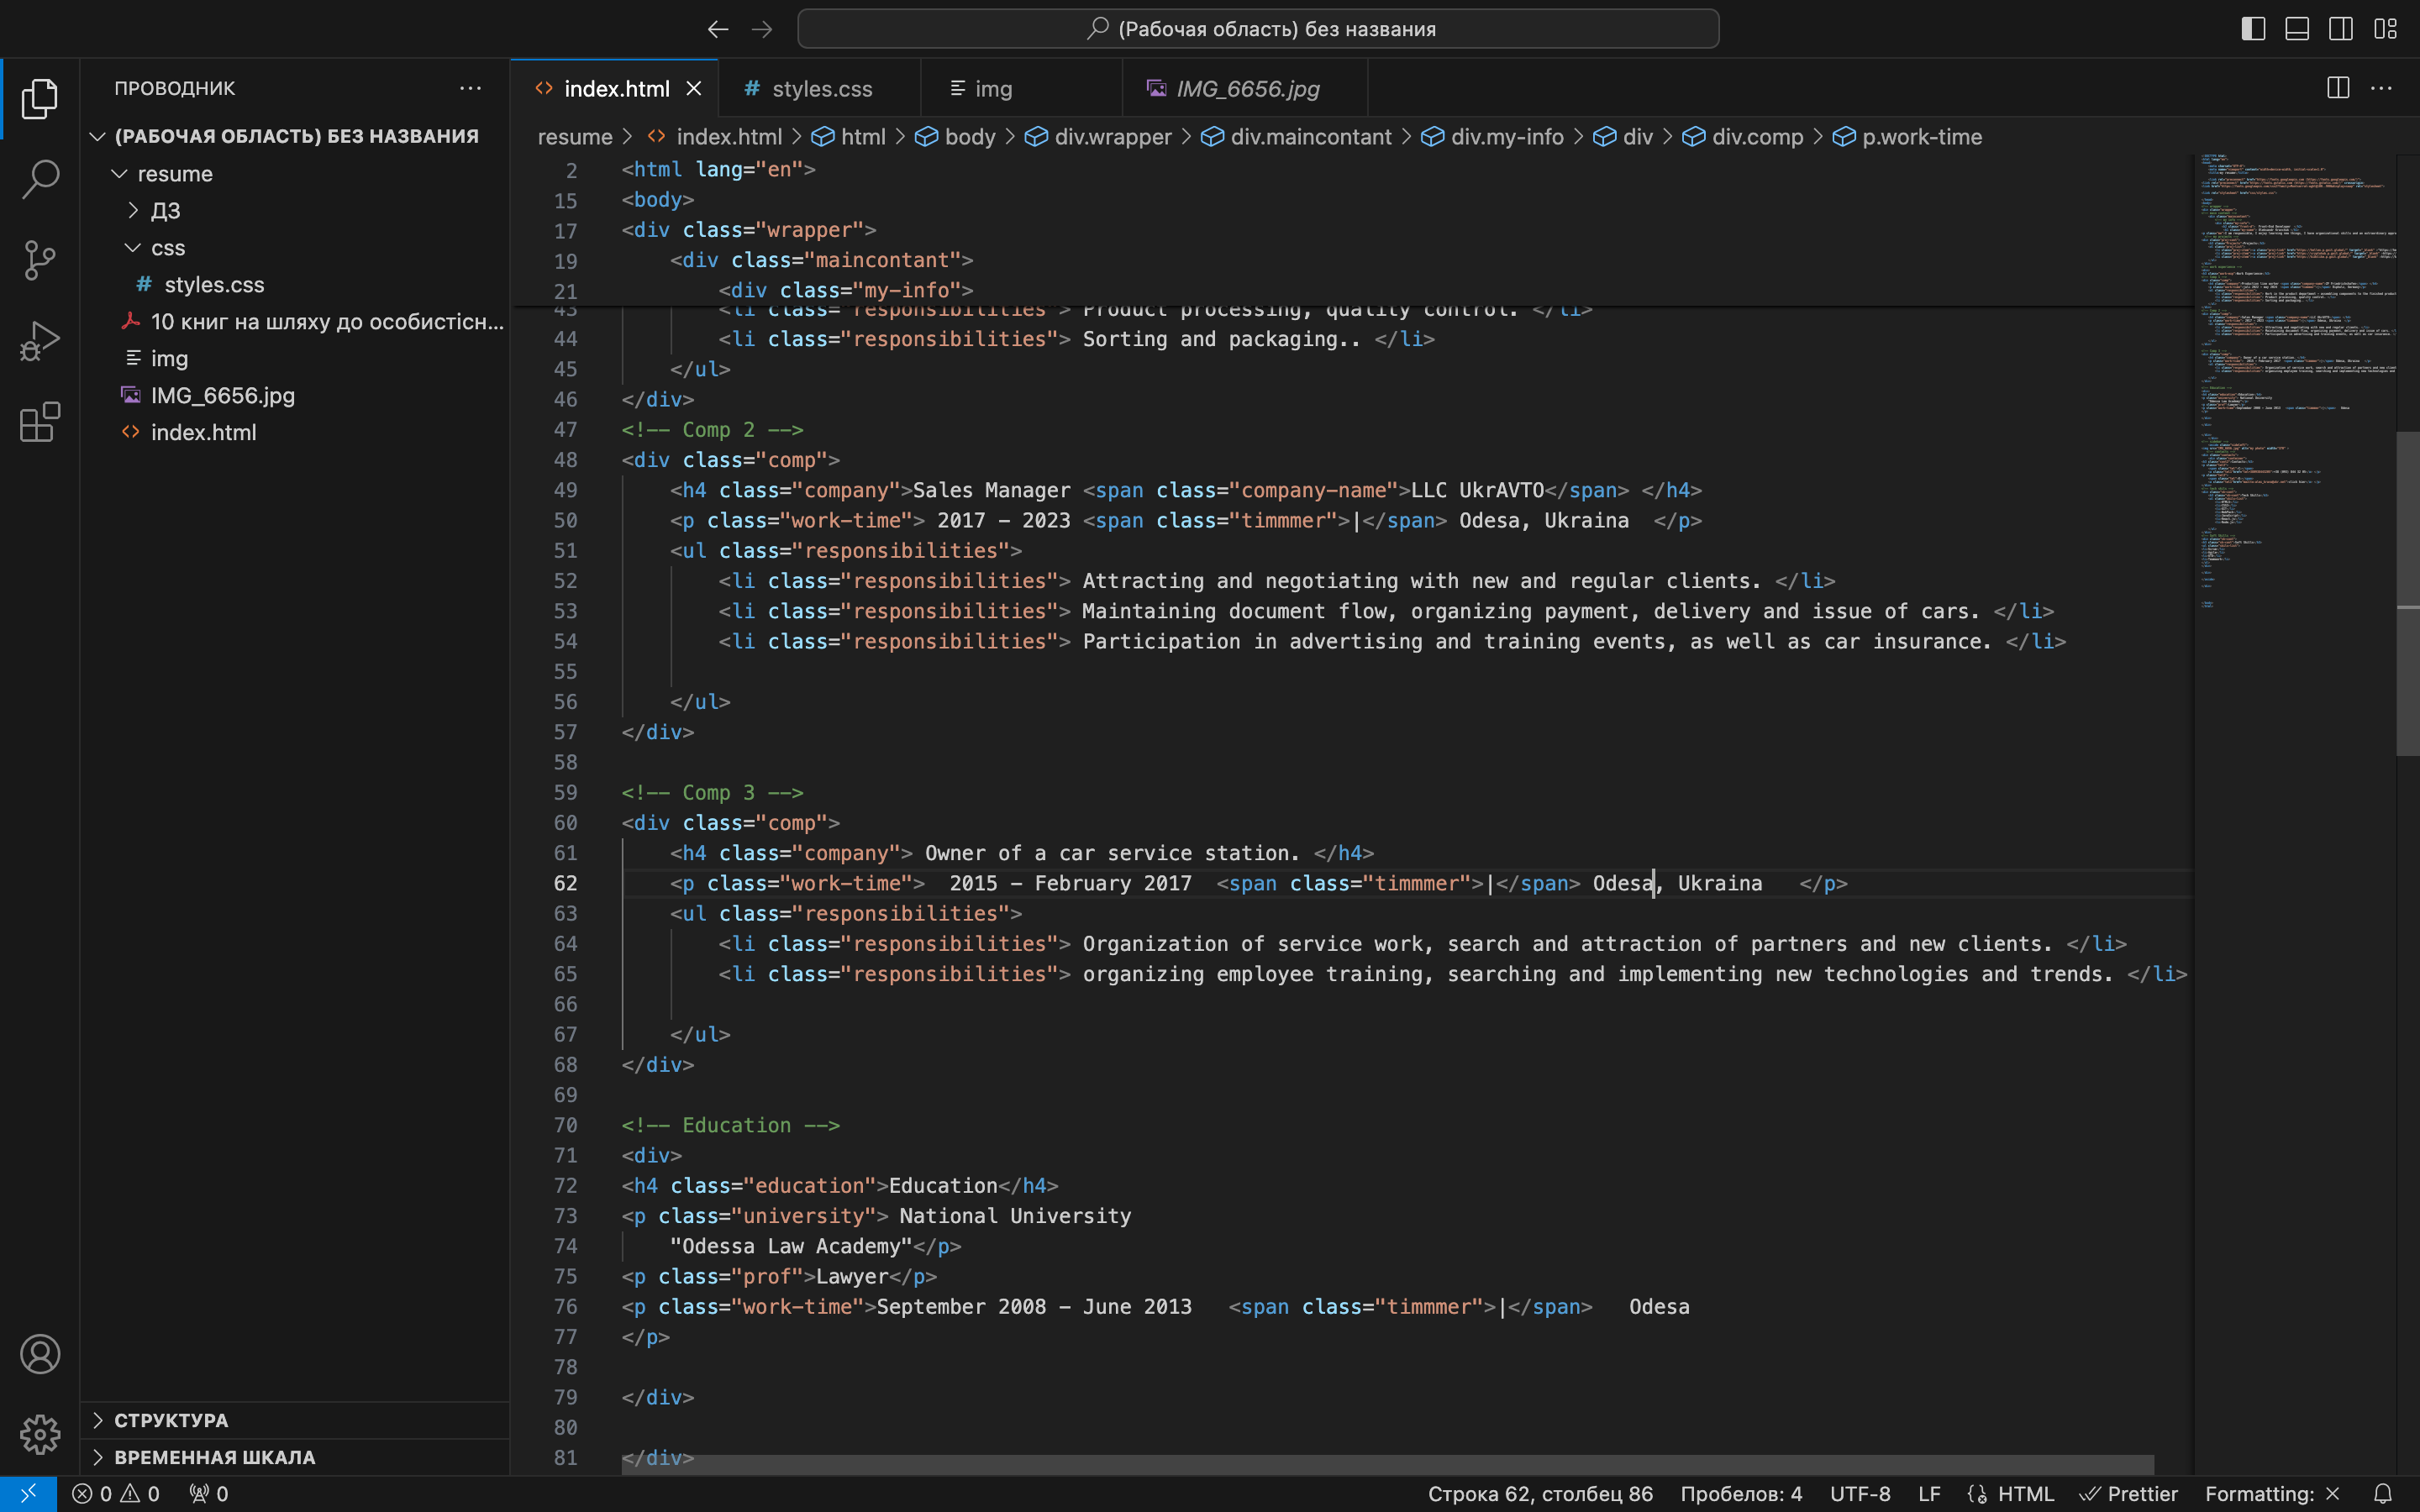 (Рабочая область) без названия
ПРОВОДНИК
(РАБОЧАЯ ОБЛАСТЬ) БЕЗ НАЗВАНИЯ
resume
ДЗ
css
# styles.css
10 книг на шляху до особистісн...
img
IMG_6656.jpg
index.html
СТРУКТУРА
ВРЕМЕННАЯ ШКАЛА
index.html
# styles.css
img
IMG_6656.jpg
resume > index.html > html > body > div.wrapper > div.maincontant > div.my-info > div > div.comp > p.work-time
2 <html lang="en">
15 <body>
17 <div class="wrapper">
19 <div class="maincontant">
21 <div class="my-info">
43 <li class="responsibilities"> Product processing, quality control. </li>
44 <li class="responsibilities"> Sorting and packaging.. </li>
45 </ul>
46 </div>
47 <!-- Comp 2 -->
48 <div class="comp">
49 <h4 class="company">Sales Manager <span class="company-name">LLC UkrAVTO</span> </h4>
50 <p class="work-time"> 2017 – 2023 <span class="timmmer">|</span> Odesa, Ukraina  </p>
51 <ul class="responsibilities">
52 <li class="responsibilities"> Attracting and negotiating with new and regular clients. </li>
53 <li class="responsibilities"> Maintaining document flow, organizing payment, delivery and issue of cars. </li>
54 <li class="responsibilities"> Participation in advertising and training events, as well as car insurance. </li>
55
56 </ul>
57 </div>
58
59 <!-- Comp 3 -->
60 <div class="comp">
61 <h4 class="company"> Owner of a car service station. </h4>
62 <p class="work-time">  2015 – February 2017  <span class="timmmer">|</span> Odesa, Ukraina   </p>
63 <ul class="responsibilities">
64 <li class="responsibilities"> Organization of service work, search and attraction of partners and new clients. </li>
65 <li class="responsibilities"> organizing employee training, searching and implementing new technologies and trends. </li>
66
67 </ul>
68 </div>
69
70 <!-- Education -->
71 <div>
72 <h4 class="education">Education</h4>
73 <p class="university"> National University
74 "Odessa Law Academy"</p>
75 <p class="prof">Lawyer</p>
76 <p class="work-time">September 2008 – June 2013   <span class="timmmer">|</span>   Odesa
77 </p>
78
79 </div>
80
81 </div>
0 0 0
Строка 62, столбец 86 Пробелов: 4 UTF-8 LF HTML Prettier Formatting: ×